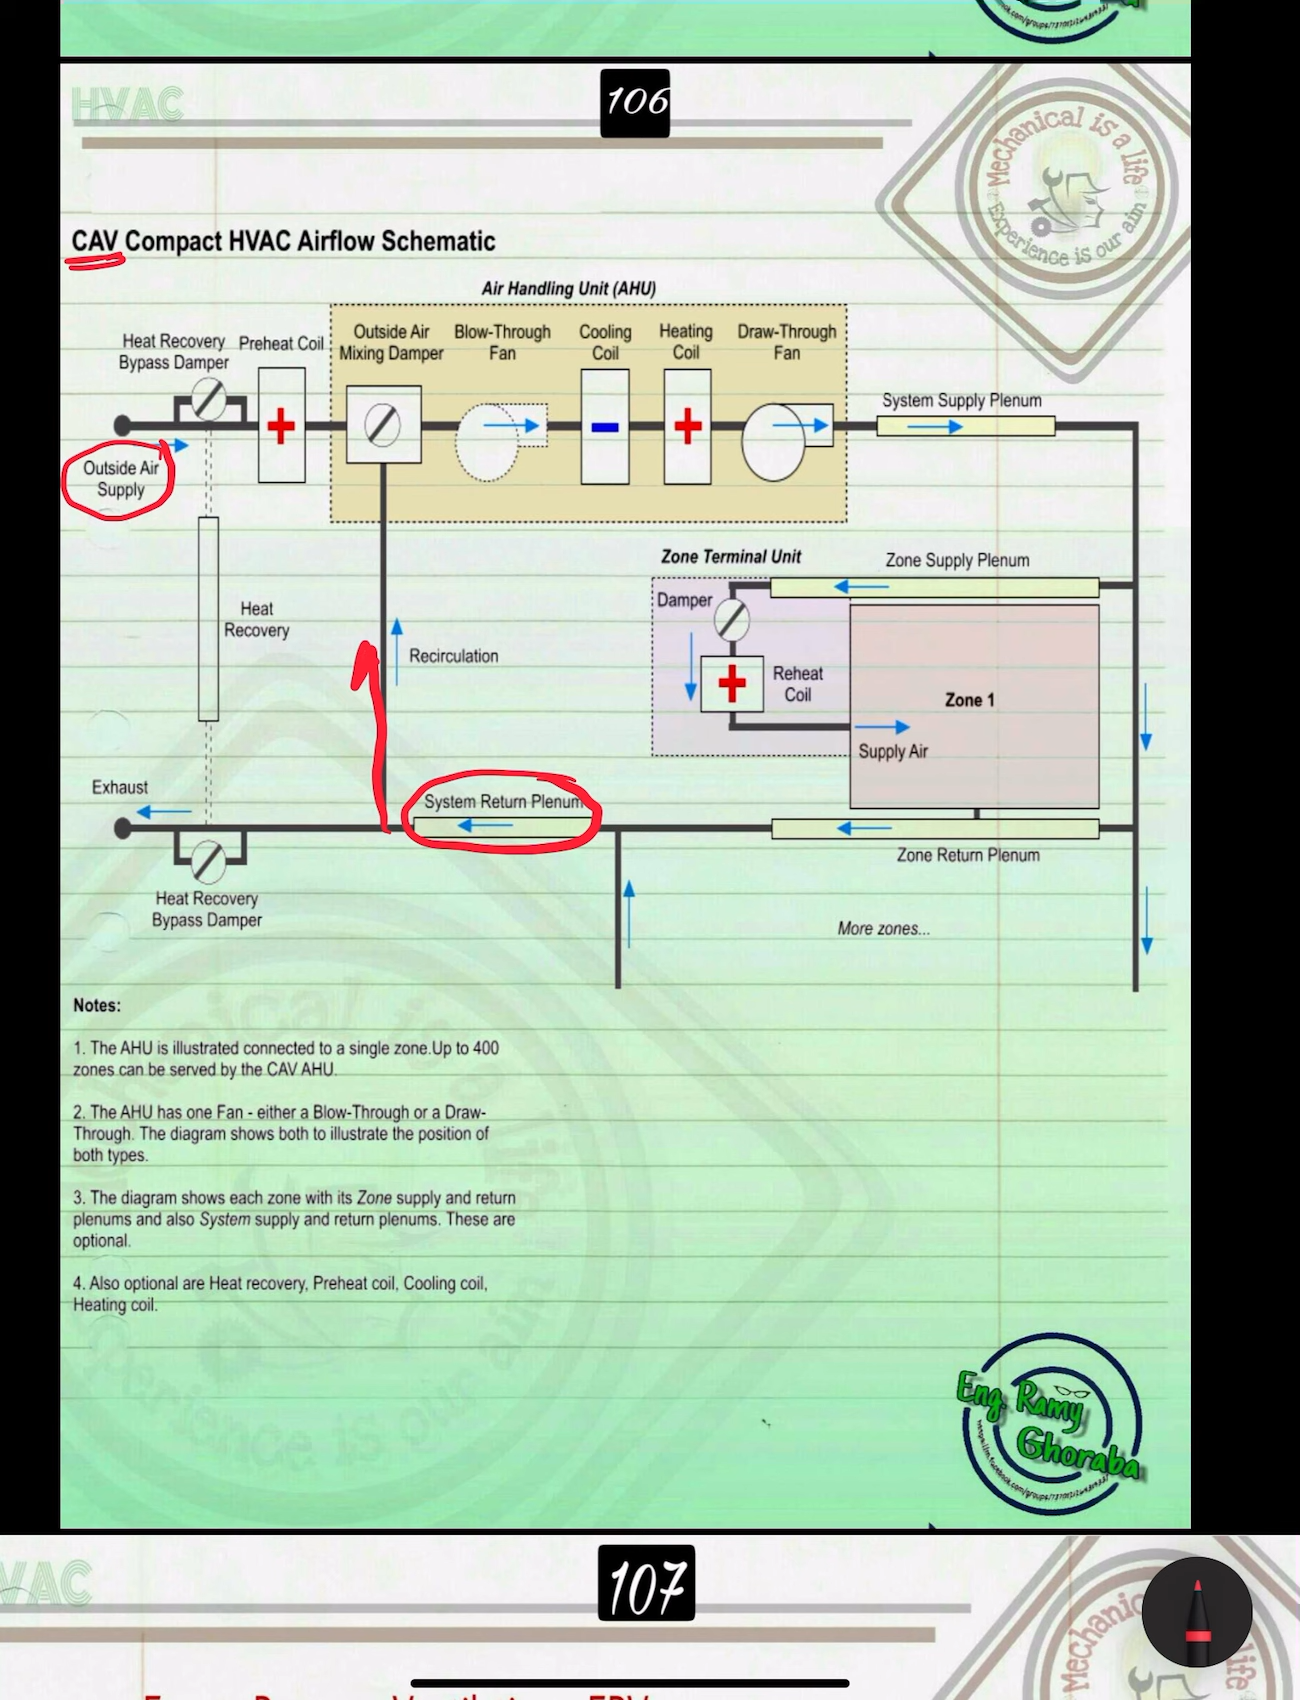 HVAC
106
Mechanical is a life
Experience is our aim
CAV Compact HVAC Airflow Schematic
Air Handling Unit (AHU)
Heat Recovery
Bypass Damper
Preheat Coil
Outside Air
Mixing Damper
Blow-Through
Fan
Cooling
Coil
Heating
Coil
Draw-Through
Fan
System Supply Plenum
Outside Air
Supply
Zone Terminal Unit
Zone Supply Plenum
Damper
Heat
Recovery
Recirculation
Reheat
Coil
Zone 1
Supply Air
Exhaust
System Return Plenum
Zone Return Plenum
Heat Recovery
Bypass Damper
More zones...
Notes:
1. The AHU is illustrated connected to a single zone.Up to 400
zones can be served by the CAV AHU.
2. The AHU has one Fan - either a Blow-Through or a Draw-
Through. The diagram shows both to illustrate the position of
both types.
3. The diagram shows each zone with its Zone supply and return
plenums and also System supply and return plenums. These are
optional.
4. Also optional are Heat recovery, Preheat coil, Cooling coil,
Heating coil.
Eng. Ramy
Ghoraba
VAC
107